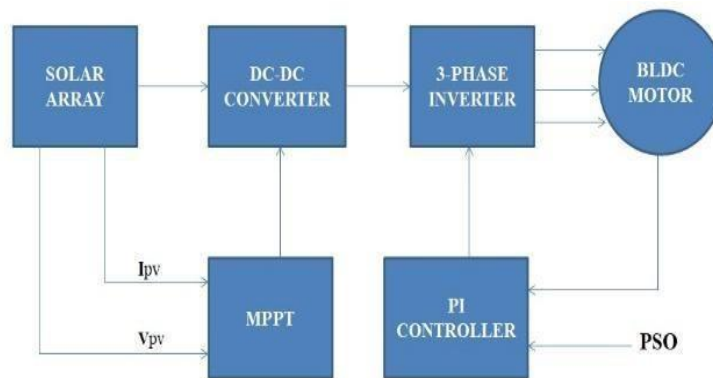 SOLAR
ARRAY
DC-DC
CONVERTER
3-PHASE
INVERTER
BLDC
MOTOR
Ipv
Vpv
MPPT
PI
CONTROLLER
PSO